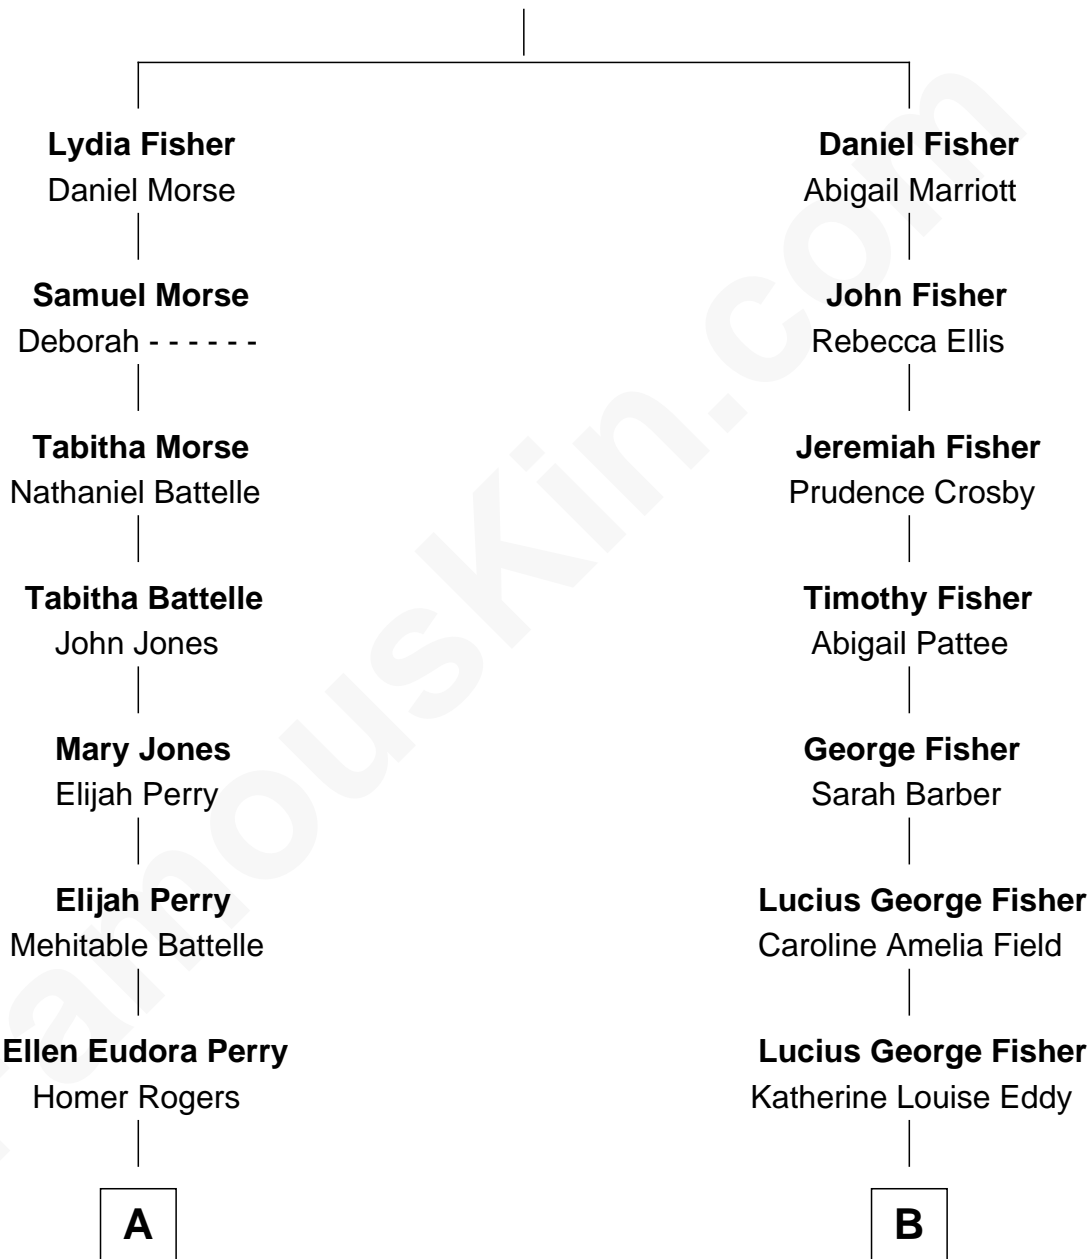 Lydia Fisher
Daniel Morse
Samuel Morse
Deborah - - - - - -
Tabitha Morse
Nathaniel Battelle
Tabitha Battelle
John Jones
Mary Jones
Elijah Perry
Elijah Perry
Mehitable Battelle
Ellen Eudora Perry
Homer Rogers
A
Daniel Fisher
Abigail Marriott
John Fisher
Rebecca Ellis
Jeremiah Fisher
Prudence Crosby
Timothy Fisher
Abigail Pattee
George Fisher
Sarah Barber
Lucius George Fisher
Caroline Amelia Field
Lucius George Fisher
Katherine Louise Eddy
B
FamousKin.com